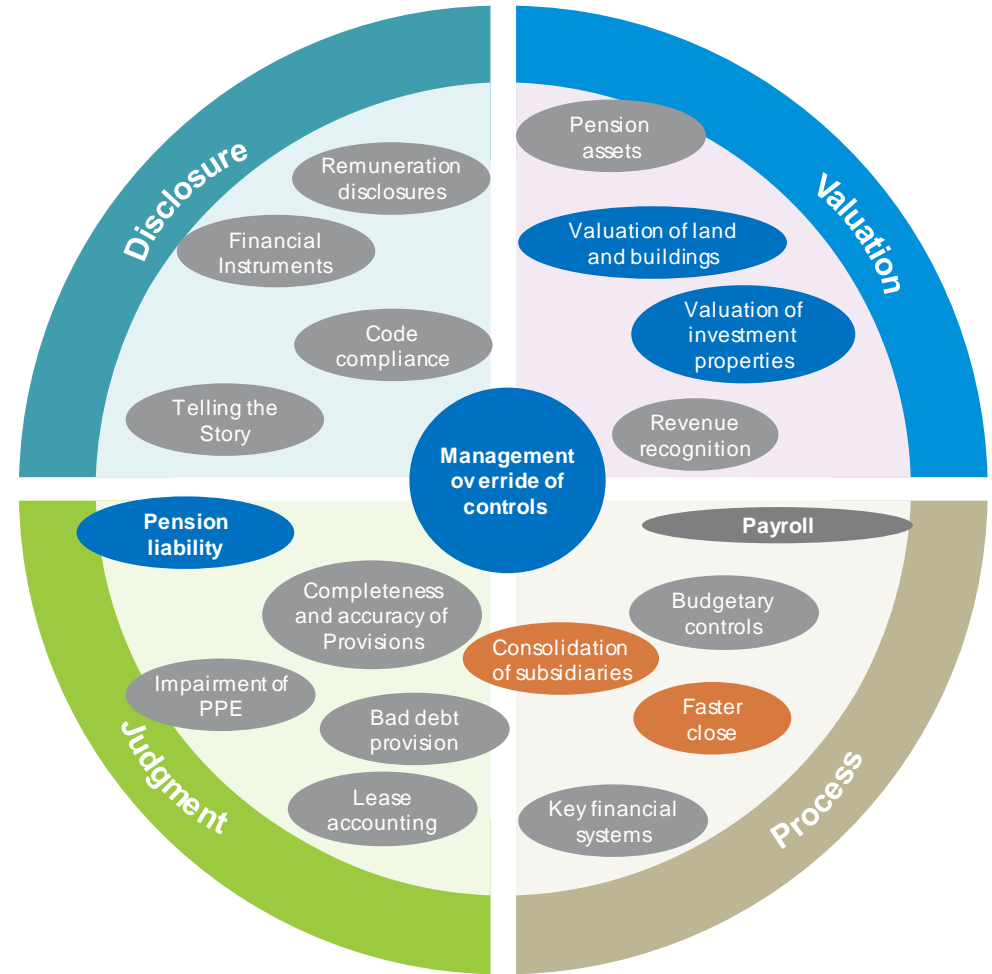 Disclosure
Remuneration
disclosures
Financial
Instruments
Code
compliance
Telling the
Story
Valuation
Pension
assets
Valuation of land
and buildings
Valuation of
investment
properties
Revenue
recognition
Management
override of
controls
Judgment
Pension
liability
Completeness
and accuracy of
Provisions
Impairment of
PPE
Bad debt
provision
Lease
accounting
Process
Payroll
Budgetary
controls
Consolidation
of subsidiaries
Faster
close
Key financial
systems